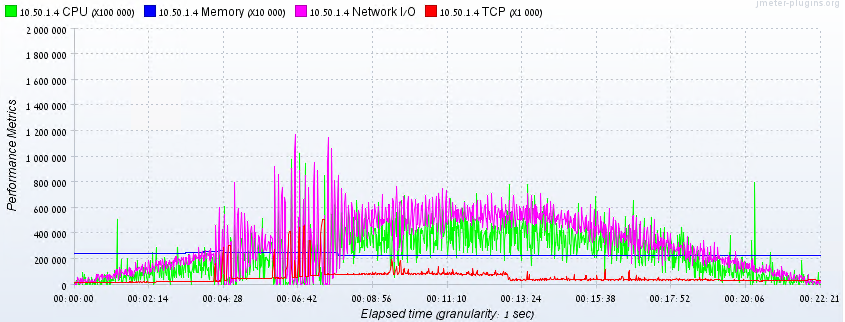 10.50.1.4 CPU (X100 000) 10.50.1.4 Memory (X10 000) 10.50.1.4 Network I/O 10.50.1.4 TCP (X1 000)
jmeter-plugins.org
2 000 000
1 800 000
1 600 000
1 400 000
1 200 000
1 000 000
800 000
600 000
400 000
200 000
0
Performance Metrics
00:00:00 00:02:14 00:04:28 00:06:42 00:08:56 00:11:10 00:13:24 00:15:38 00:17:52 00:20:06 00:22:21
Elapsed time (granularity: 1 sec)